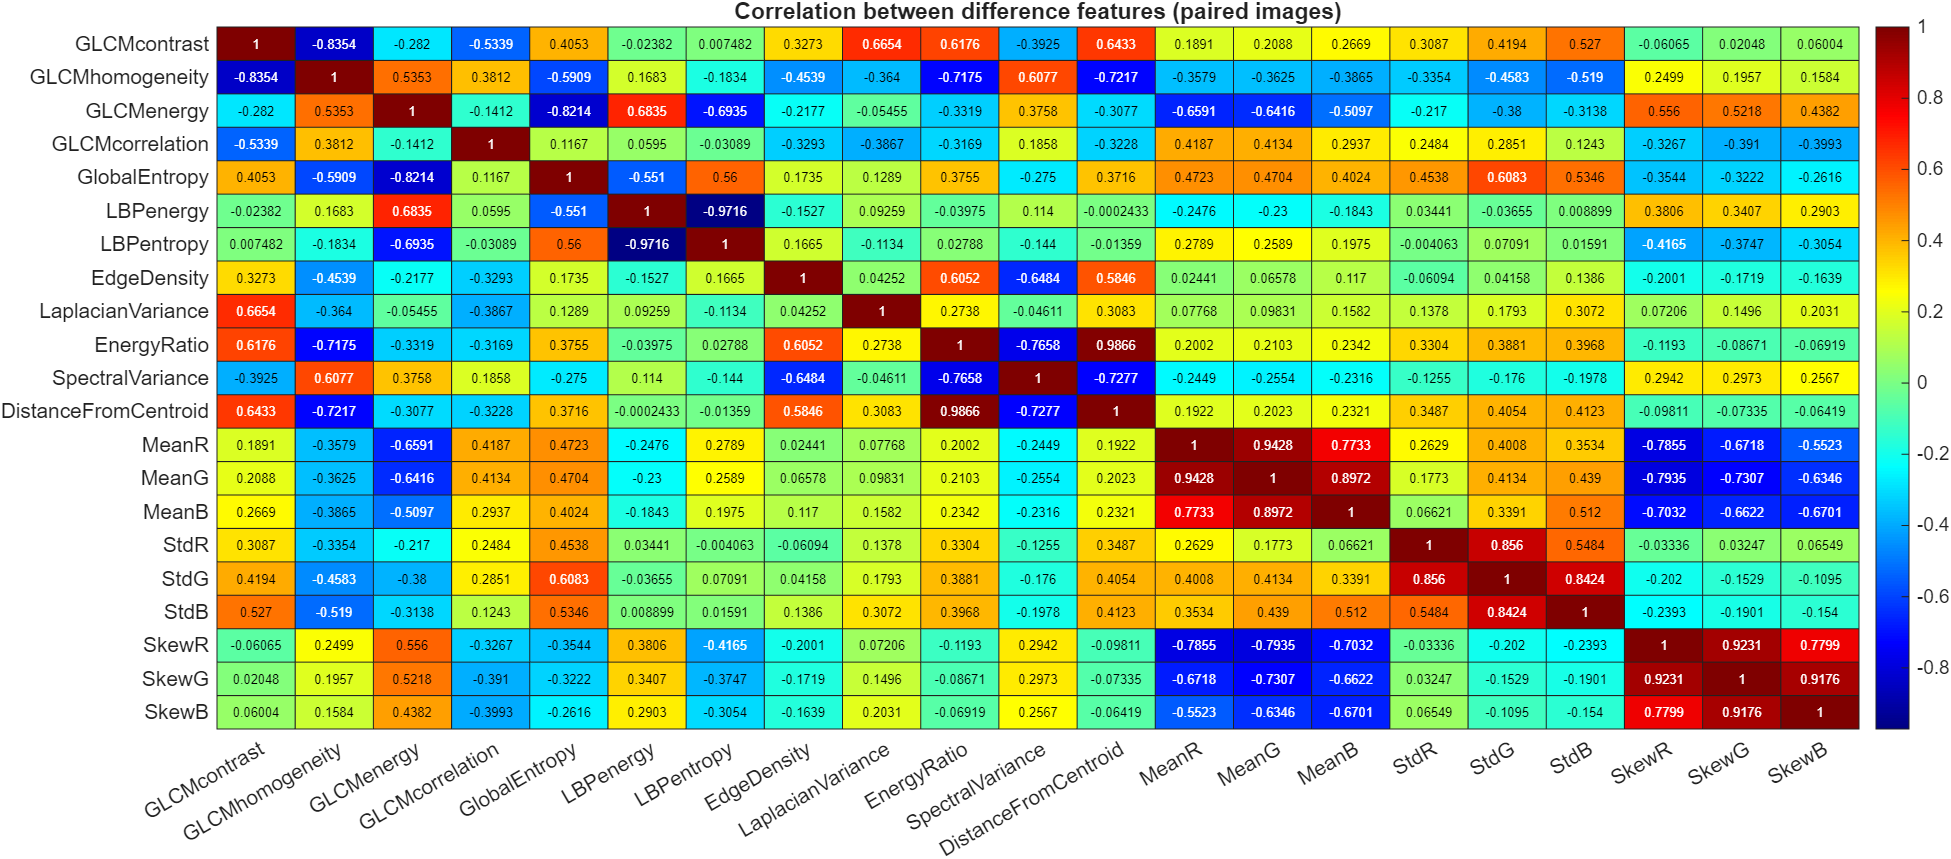 Correlation between difference features (paired images)
GLCMcontrast 1 -0.8354 -0.282 -0.5339 0.4053 -0.02382 0.007482 0.3273 0.6654 0.6176 -0.3925 0.6433 0.1891 0.2088 0.2669 0.3087 0.4194 0.527 -0.06065 0.02048 0.06004 1
GLCMhomogeneity -0.8354 1 0.5353 0.3812 -0.5909 0.1683 -0.1834 -0.4539 -0.364 -0.7175 0.6077 -0.7217 -0.3579 -0.3625 -0.3865 -0.3354 -0.4583 -0.519 0.2499 0.1957 0.1584
GLCMenergy -0.282 0.5353 1 -0.1412 -0.8214 0.6835 -0.6935 -0.2177 -0.05455 -0.3319 0.3758 -0.3077 -0.6591 -0.6416 -0.5097 -0.217 -0.38 -0.3138 0.556 0.5218 0.4382 0.8
GLCMcorrelation -0.5339 0.3812 -0.1412 1 0.1167 0.0595 -0.03089 -0.3293 -0.3867 -0.3169 0.1858 -0.3228 0.4187 0.4134 0.2937 0.2484 0.2851 0.1243 -0.3267 -0.391 -0.3993
GlobalEntropy 0.4053 -0.5909 -0.8214 0.1167 1 -0.551 0.56 0.1735 0.1289 0.3755 -0.275 0.3716 0.4723 0.4704 0.4024 0.4538 0.6083 0.5346 -0.3544 -0.3222 -0.2616 0.6
LBPenergy -0.02382 0.1683 0.6835 0.0595 -0.551 1 -0.9716 -0.1527 0.09259 -0.03975 0.114 -0.0002433 -0.2476 -0.23 -0.1843 0.03441 -0.03655 0.008899 0.3806 0.3407 0.2903
LBPentropy 0.007482 -0.1834 -0.6935 -0.03089 0.56 -0.9716 1 0.1665 -0.1134 0.02788 -0.144 -0.01359 0.2789 0.2589 0.1975 -0.004063 0.07091 0.01591 -0.4165 -0.3747 -0.3054 0.4
EdgeDensity 0.3273 -0.4539 -0.2177 -0.3293 0.1735 -0.1527 0.1665 1 0.04252 0.6052 -0.6484 0.5846 0.02441 0.06578 0.117 -0.06094 0.04158 0.1386 -0.2001 -0.1719 -0.1639
LaplacianVariance 0.6654 -0.364 -0.05455 -0.3867 0.1289 0.09259 -0.1134 0.04252 1 0.2738 -0.04611 0.3083 0.07768 0.09831 0.1582 0.1378 0.1793 0.3072 0.07206 0.1496 0.2031 0.2
EnergyRatio 0.6176 -0.7175 -0.3319 -0.3169 0.3755 -0.03975 0.02788 0.6052 0.2738 1 -0.7658 0.9866 0.2002 0.2103 0.2342 0.3304 0.3881 0.3968 -0.1193 -0.08671 -0.06919
SpectralVariance -0.3925 0.6077 0.3758 0.1858 -0.275 0.114 -0.144 -0.6484 -0.04611 -0.7658 1 -0.7277 -0.2449 -0.2554 -0.2316 -0.1255 -0.176 -0.1978 0.2942 0.2973 0.2567 0
DistanceFromCentroid 0.6433 -0.7217 -0.3077 -0.3228 0.3716 -0.0002433 -0.01359 0.5846 0.3083 0.9866 -0.7277 1 0.1922 0.2023 0.2321 0.3487 0.4054 0.4123 -0.09811 -0.07335 -0.06419
MeanR 0.1891 -0.3579 -0.6591 0.4187 0.4723 -0.2476 0.2789 0.02441 0.07768 0.2002 -0.2449 0.1922 1 0.9428 0.7733 0.2629 0.4008 0.3534 -0.7855 -0.6718 -0.5523 -0.2
MeanG 0.2088 -0.3625 -0.6416 0.4134 0.4704 -0.23 0.2589 0.06578 0.09831 0.2103 -0.2554 0.2023 0.9428 1 0.8972 0.1773 0.4134 0.439 -0.7935 -0.7307 -0.6346
MeanB 0.2669 -0.3865 -0.5097 0.2937 0.4024 -0.1843 0.1975 0.117 0.1582 0.2342 -0.2316 0.2321 0.7733 0.8972 1 0.06621 0.3391 0.512 -0.7032 -0.6622 -0.6701 -0.4
StdR 0.3087 -0.3354 -0.217 0.2484 0.4538 0.03441 -0.004063 -0.06094 0.1378 0.3304 -0.1255 0.3487 0.2629 0.1773 0.06621 1 0.856 0.5484 -0.03336 0.03247 0.06549
StdG 0.4194 -0.4583 -0.38 0.2851 0.6083 -0.03655 0.07091 0.04158 0.1793 0.3881 -0.176 0.4054 0.4008 0.4134 0.3391 0.856 1 0.8424 -0.202 -0.1529 -0.1095
StdB 0.527 -0.519 -0.3138 0.1243 0.5346 0.008899 0.01591 0.1386 0.3072 0.3968 -0.1978 0.4123 0.3534 0.439 0.512 0.5484 0.8424 1 -0.2393 -0.1901 -0.154 -0.6
SkewR -0.06065 0.2499 0.556 -0.3267 -0.3544 0.3806 -0.4165 -0.2001 0.07206 -0.1193 0.2942 -0.09811 -0.7855 -0.7935 -0.7032 -0.03336 -0.202 -0.2393 1 0.9231 0.7799
SkewG 0.02048 0.1957 0.5218 -0.391 -0.3222 0.3407 -0.3747 -0.1719 0.1496 -0.08671 0.2973 -0.07335 -0.6718 -0.7307 -0.6622 0.03247 -0.1529 -0.1901 0.9231 1 0.9176 -0.8
SkewB 0.06004 0.1584 0.4382 -0.3993 -0.2616 0.2903 -0.3054 -0.1639 0.2031 -0.06919 0.2567 -0.06419 -0.5523 -0.6346 -0.6701 0.06549 -0.1095 -0.154 0.7799 0.9176 1
GLCMcontrast GLCMhomogeneity GLCMenergy GLCMcorrelation GlobalEntropy LBPenergy LBPentropy EdgeDensity LaplacianVariance EnergyRatio SpectralVariance DistanceFromCentroid MeanR MeanG MeanB StdR StdG StdB SkewR SkewG SkewB